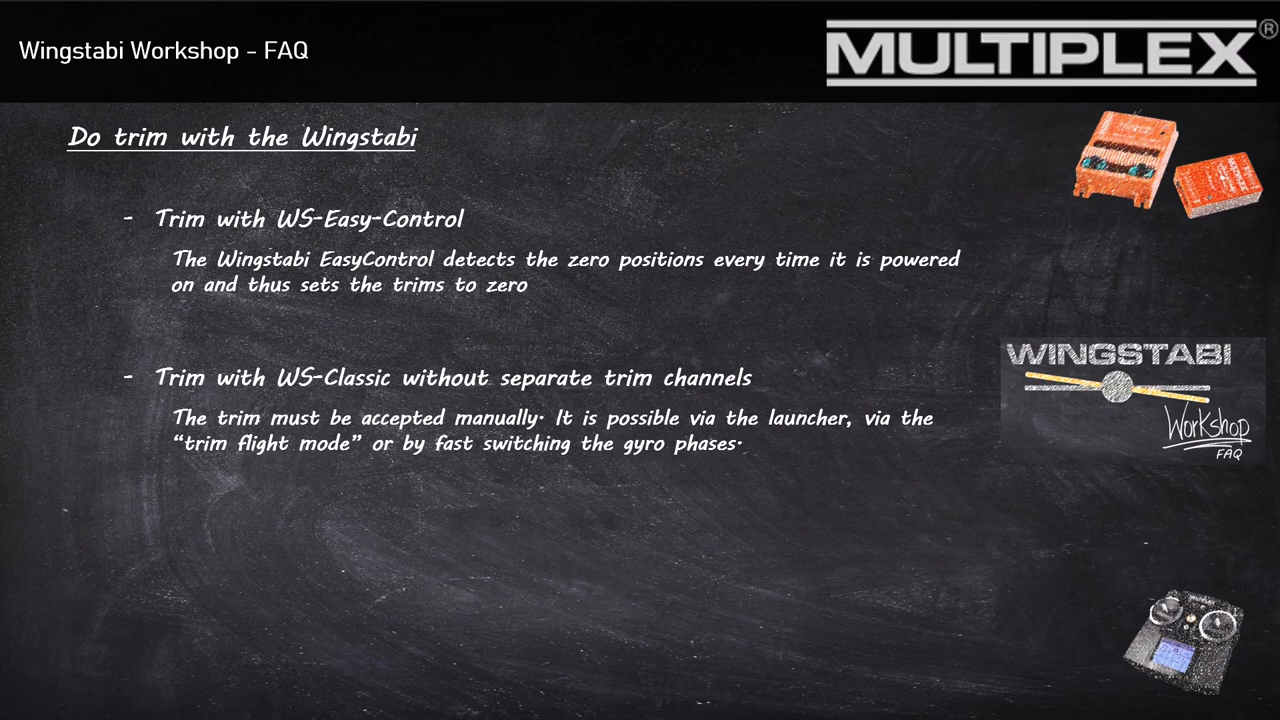 Wingstabi Workshop - FAQ
MULTIPLEX®
Do trim with the Wingstabi
- Trim with WS-Easy-Control
The Wingstabi EasyControl detects the zero positions every time it is powered
on and thus sets the trims to zero
- Trim with WS-Classic without separate trim channels
The trim must be accepted manually. It is possible via the launcher, via the
“trim flight mode” or by fast switching the gyro phases.
MULTIPLEX
WINGSTABI
Workshop
FAQ